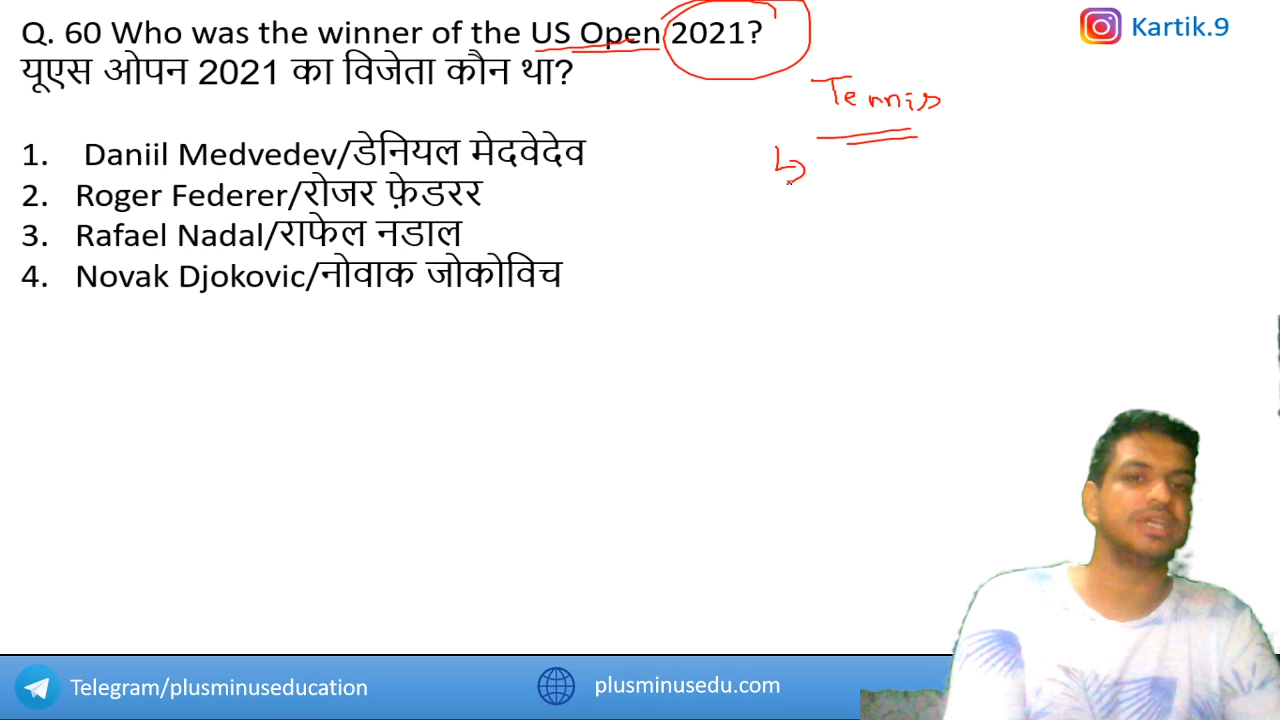 Q. 60 Who was the winner of the US Open 2021?
यूएस ओपन 2021 का विजेता कौन था?
Kartik.9
Tennis
1. Daniil Medvedev/डेनियल मेदवेदेव
2. Roger Federer/रोजर फ़ेडरर
3. Rafael Nadal/राफेल नडाल
4. Novak Djokovic/नोवाक जोकोविच
Telegram/plusminuseducation
plusminusedu.com